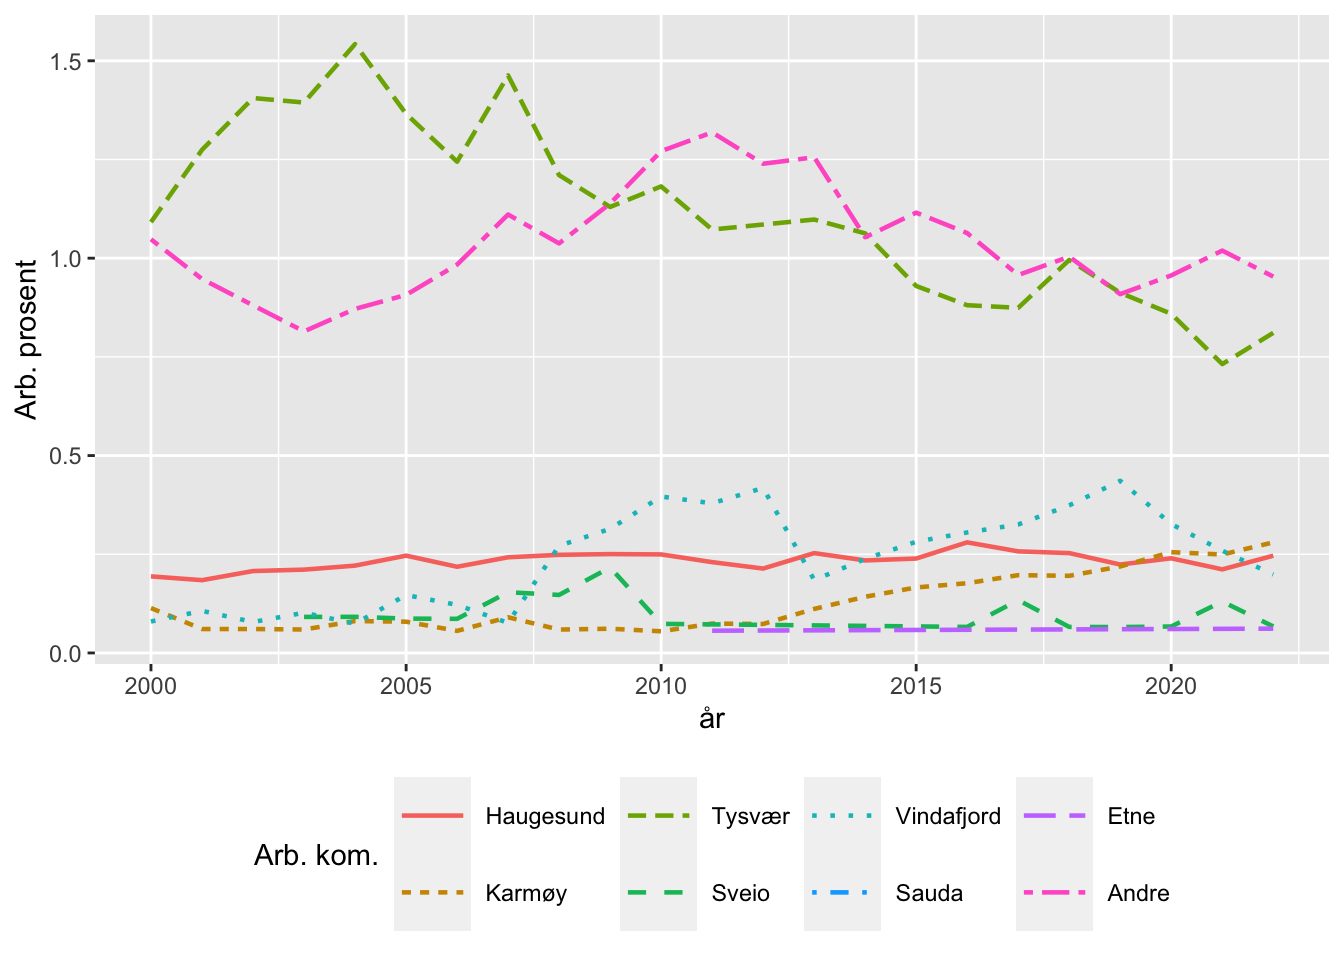 1.5
1.0
0.5
0.0
Arb. prosent
2000 2005 2010 2015 2020
år
Arb. kom.
Haugesund Tysvær Vindafjord Etne
Karmøy Sveio Sauda Andre